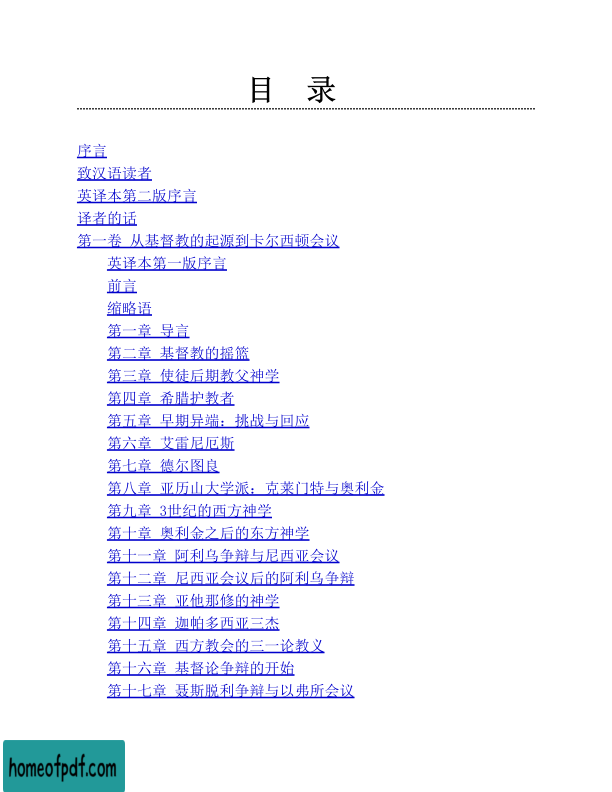 目 录
序言
致汉语读者
英译本第二版序言
译者的话
第一卷 从基督教的起源到卡尔西顿会议
英译本第一版序言
前言
缩略语
第一章 导言
第二章 基督教的摇篮
第三章 使徒后期教父神学
第四章 希腊护教者
第五章 早期异端：挑战与回应
第六章 艾雷尼厄斯
第七章 德尔图良
第八章 亚历山大学派：克莱门特与奥利金
第九章 3世纪的西方神学
第十章 奥利金之后的东方神学
第十一章 阿利乌争辩与尼西亚会议
第十二章 尼西亚会议后的阿利乌争辩
第十三章 亚他那修的神学
第十四章 迦帕多西亚三杰
第十五章 西方教会的三一论教义
第十六章 基督论争辩的开始
第十七章 聂斯脱利争辩与以弗所会议
homeofpdf.com